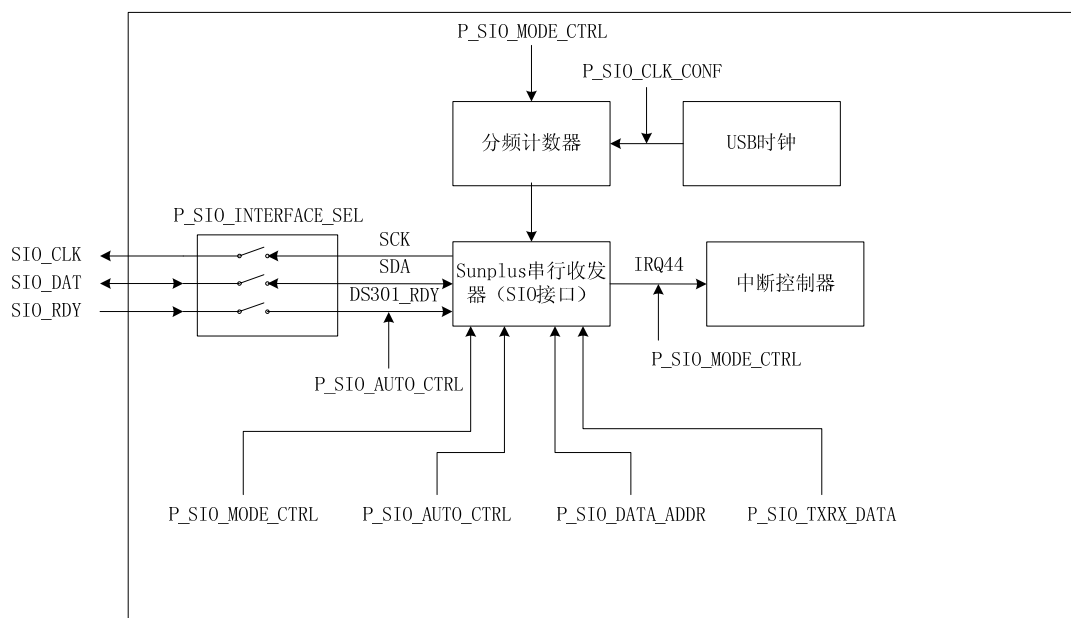 P_SIO_MODE_CTRL
P_SIO_CLK_CONF
分频计数器
USB时钟
P_SIO_INTERFACE_SEL
SIO_CLK
SCK
SIO_DAT
SDA
SIO_RDY
DS301_RDY
Sunplus串行收发
器（SIO接口）
IRQ44
中断控制器
P_SIO_MODE_CTRL
P_SIO_AUTO_CTRL
P_SIO_MODE_CTRL
P_SIO_AUTO_CTRL
P_SIO_DATA_ADDR
P_SIO_TXRX_DATA